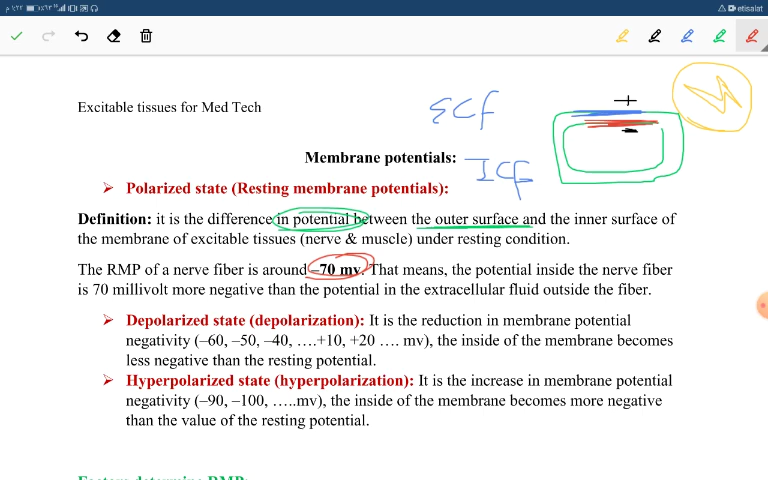 etisalat
Excitable tissues for Med Tech
ECF
+
-
Membrane potentials:
ICF
➢ Polarized state (Resting membrane potentials):
Definition: it is the difference in potential between the outer surface and the inner surface of
the membrane of excitable tissues (nerve & muscle) under resting condition.
The RMP of a nerve fiber is around –70 mv. That means, the potential inside the nerve fiber
is 70 millivolt more negative than the potential in the extracellular fluid outside the fiber.
➢ Depolarized state (depolarization): It is the reduction in membrane potential
negativity (–60, –50, –40, ….+10, +20 …. mv), the inside of the membrane becomes
less negative than the resting potential.
➢ Hyperpolarized state (hyperpolarization): It is the increase in membrane potential
negativity (–90, –100, …..mv), the inside of the membrane becomes more negative
than the value of the resting potential.
Factors determining RMP: